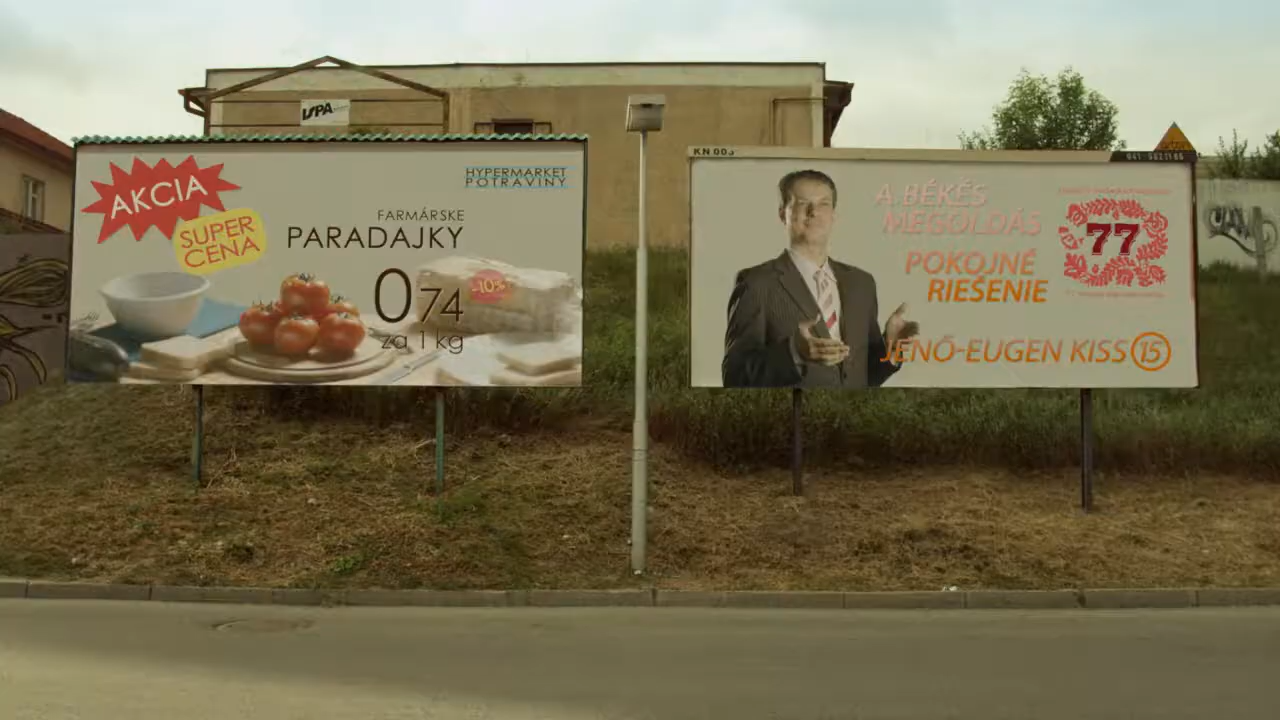 ISPA
AKCIA
SUPER
CENA
HYPERMARKET
POTRAVINY
FARMÁRSKE
PARADAJKY
0 74
za 1 kg
-10%
KN 003
A BÉKÉS
MEGOLDÁS
POKOJNÉ
RIEŠENIE
77
JENŐ-EUGEN KISS 15